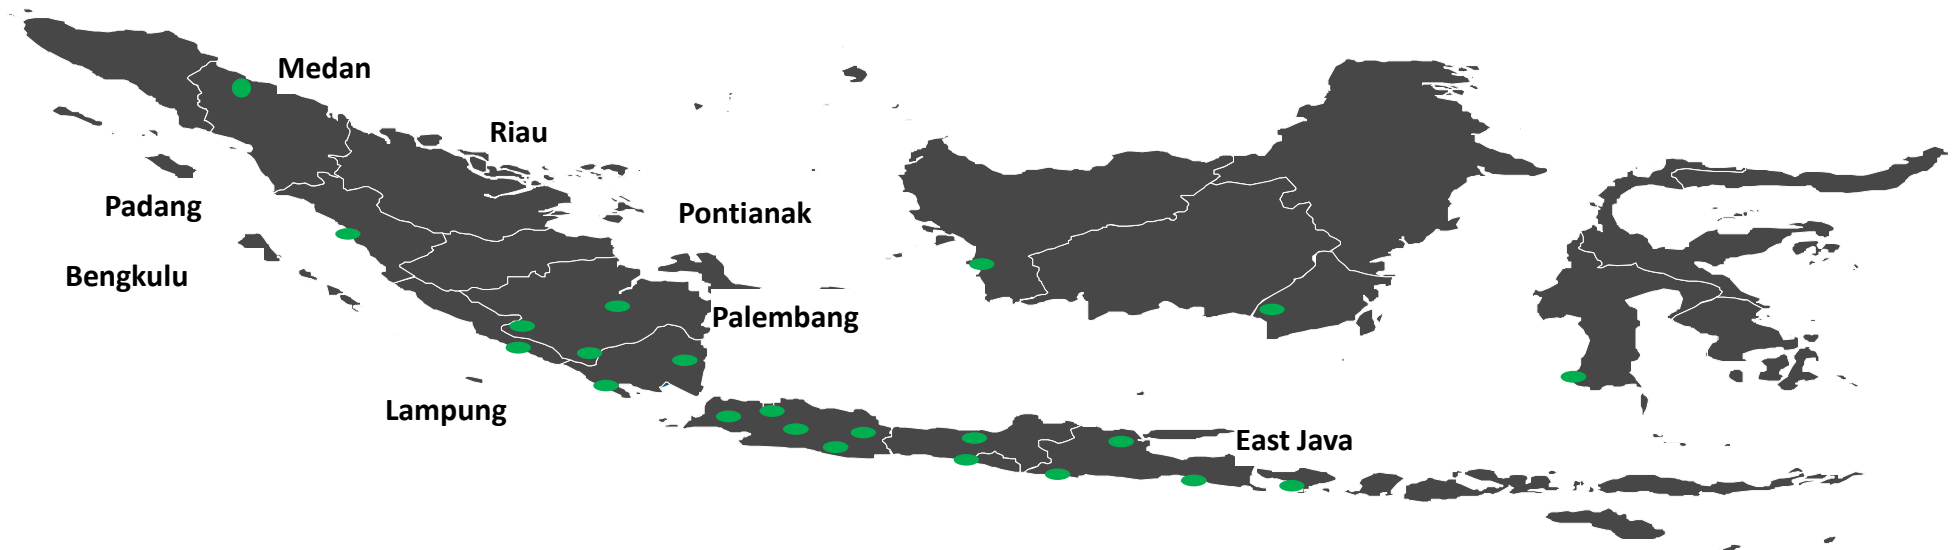 Medan
Riau
Padang
Pontianak
Bengkulu
Palembang
Lampung
East Java